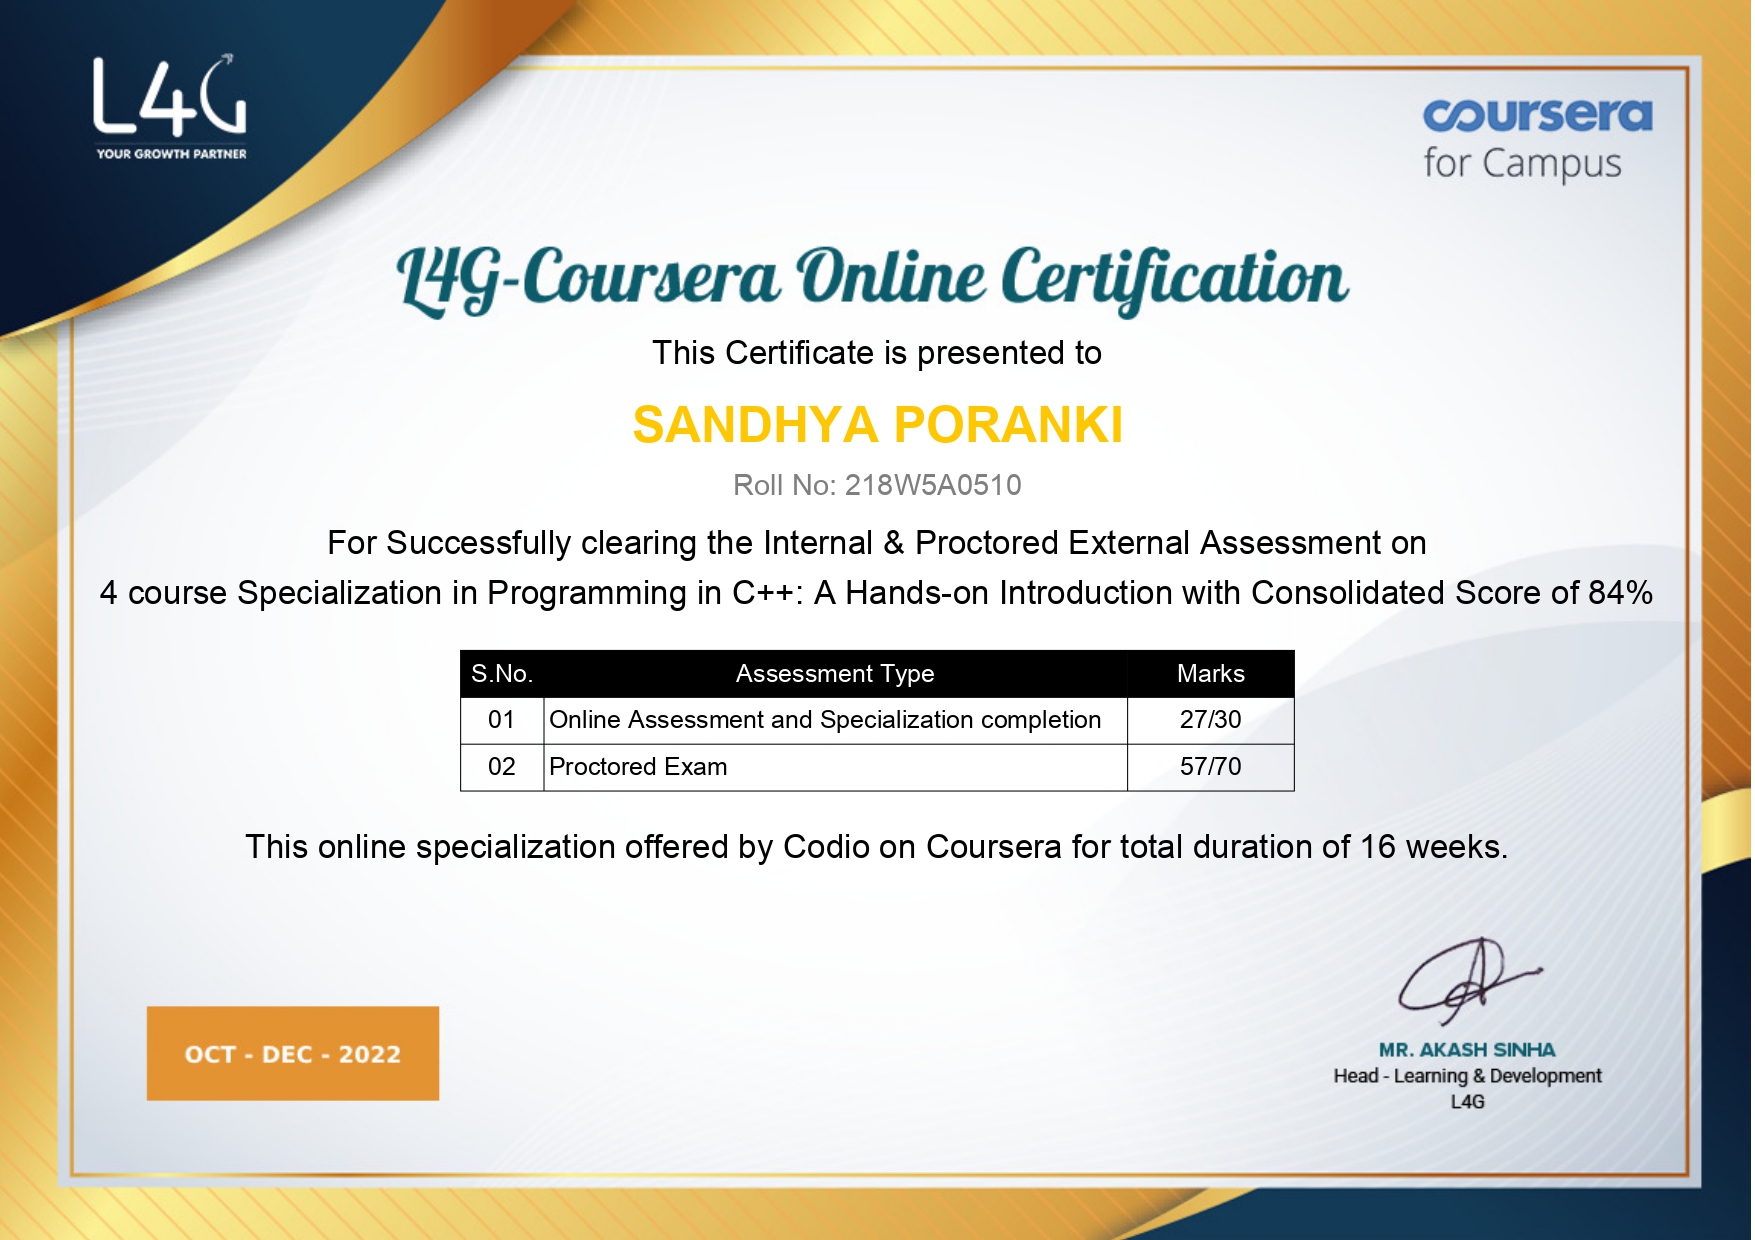 L4G
YOUR GROWTH PARTNER
coursera
for Campus
L4G-Coursera Online Certification
This Certificate is presented to
SANDHYA PORANKI
Roll No: 218W5A0510
For Successfully clearing the Internal & Proctored External Assessment on
4 course Specialization in Programming in C++: A Hands-on Introduction with Consolidated Score of 84%
S.No. Assessment Type Marks
01 Online Assessment and Specialization completion 27/30
02 Proctored Exam 57/70
This online specialization offered by Codio on Coursera for total duration of 16 weeks.
OCT - DEC - 2022
MR. AKASH SINHA
Head - Learning & Development
L4G